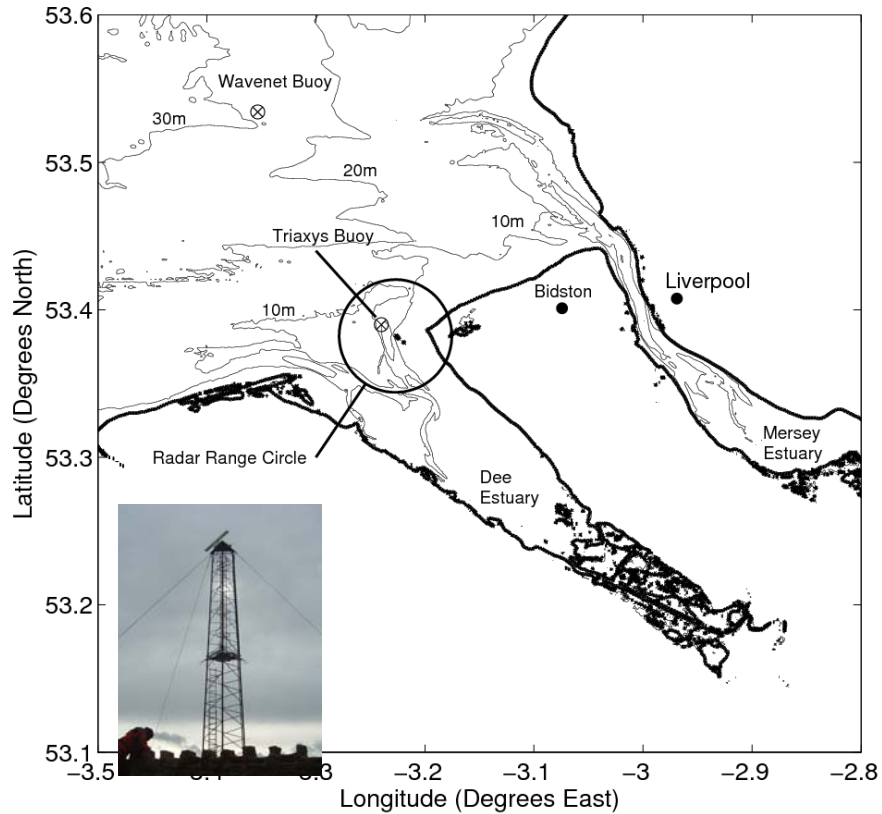 53.6
Wavenet Buoy
30m
53.5
20m
10m
Triaxys Buoy
Liverpool
Bidston
53.4
10m
Mersey
Estuary
Radar Range Circle
53.3
Dee
Estuary
53.2
53.1
−3.5
−3.2
−3.1
−3
−2.9
−2.8
Longitude (Degrees East)
Latitude (Degrees North)